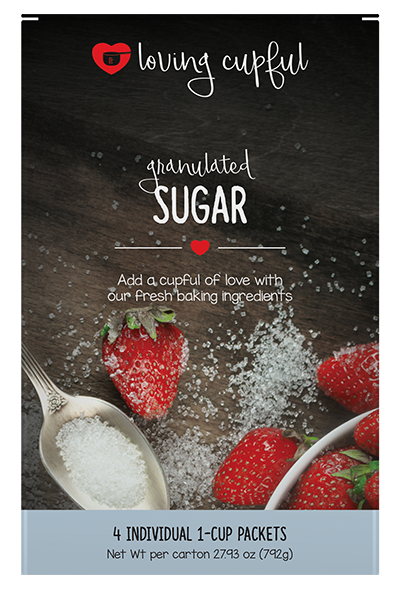 loving cupful
granulated
SUGAR
Add a cupful of love with
our fresh baking ingredients
4 INDIVIDUAL 1-CUP PACKETS
Net Wt per carton 27.93 oz (792g)